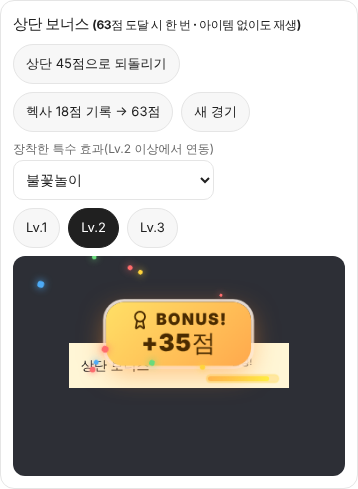 상단 보너스 (63점 도달 시 한 번 · 아이템 없이도 재생)
상단 45점으로 되돌리기
헥사 18점 기록 → 63점
새 경기
장착한 특수 효과(Lv.2 이상에서 연동)
불꽃놀이
Lv.1
Lv.2
Lv.3
BONUS!
+35점
상단